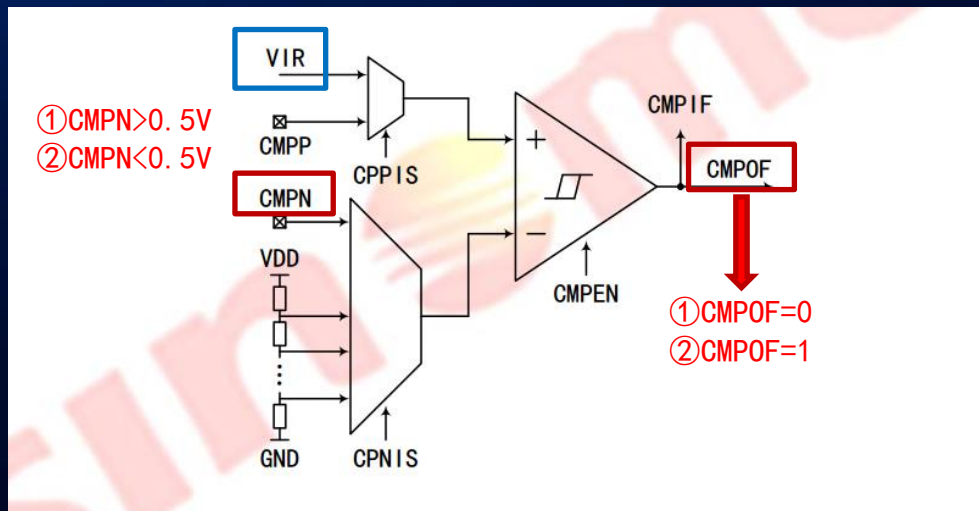 VIR
①CMPN>0.5V
②CMPN<0.5V
CMPP
CPPIS
CMPN
VDD
GND
CPNIS
+
−
CMPEN
CMPIF
CMPOF
①CMPOF=0
②CMPOF=1